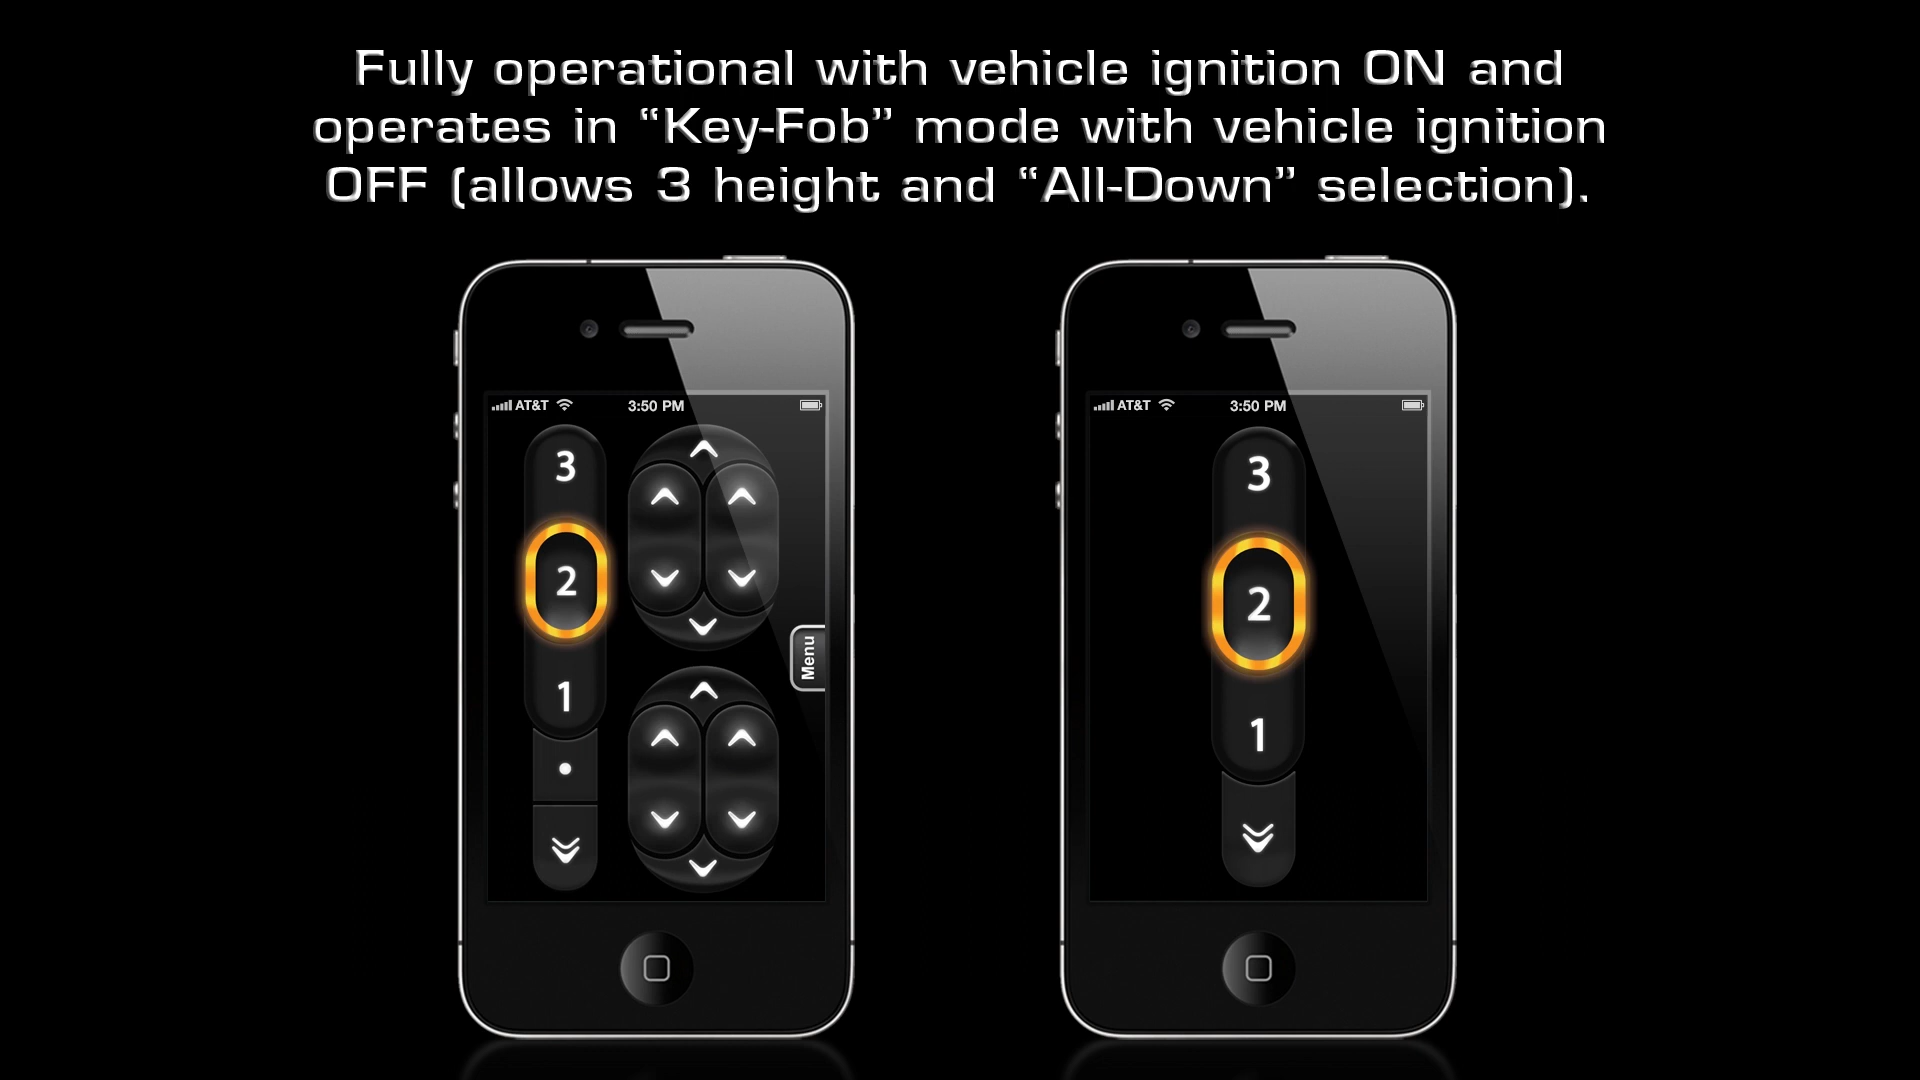 Fully operational with vehicle ignition ON and
operates in “Key-Fob” mode with vehicle ignition
OFF (allows 3 height and “All-Down” selection).
AT&T 3:50 PM
3
2
1
Menu
AT&T 3:50 PM
3
2
1